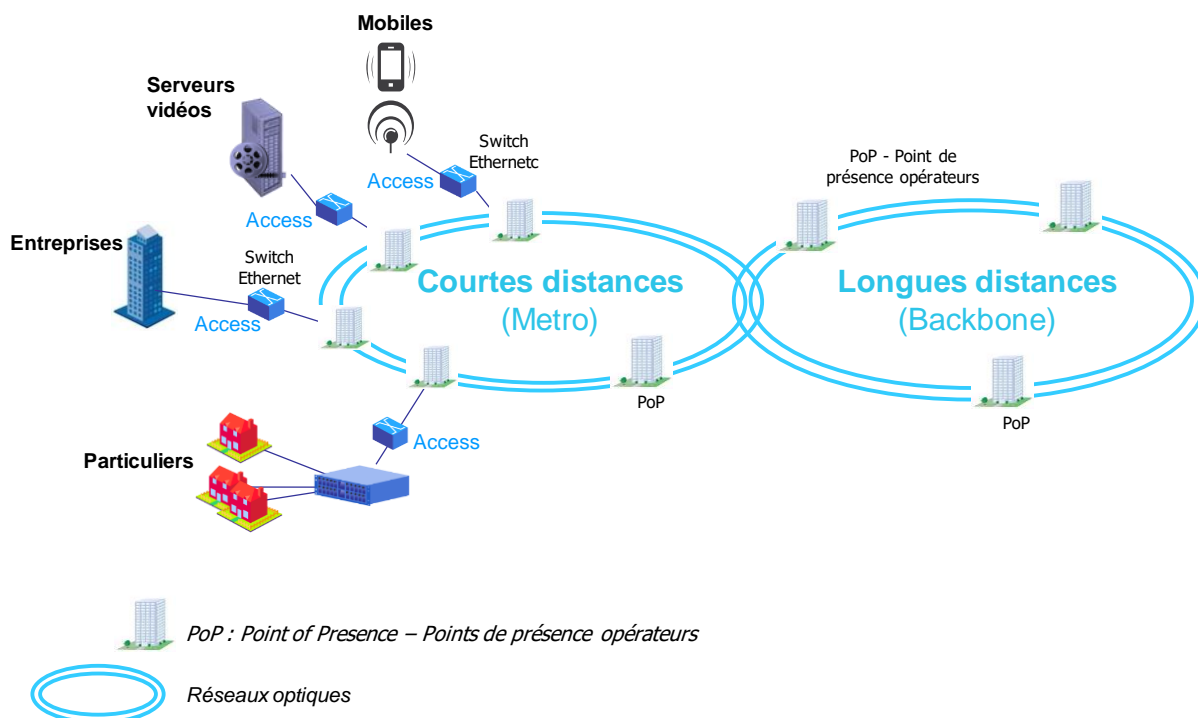 Mobiles
Serveurs
vidéos
Switch
Ethernetc
Access
PoP - Point de
présence opérateurs
Access
Entreprises
Switch
Ethernet
Access
Courtes distances
(Metro)
Longues distances
(Backbone)
PoP
PoP
Access
Particuliers
PoP : Point of Presence – Points de présence opérateurs
Réseaux optiques